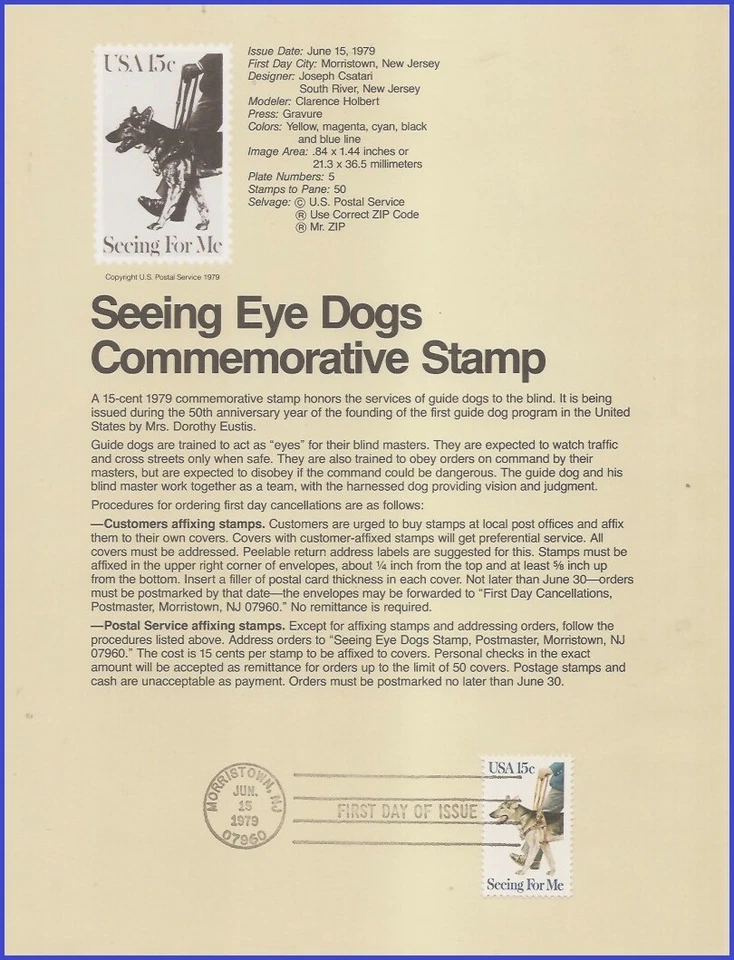 USA 15c
Seeing For Me
Copyright U.S. Postal Service 1979
Issue Date: June 15, 1979
First Day City: Morristown, New Jersey
Designer: Joseph Csatari
South River, New Jersey
Modeler: Clarence Holbert
Press: Gravure
Colors: Yellow, magenta, cyan, black
and blue line
Image Area: .84 x 1.44 inches or
21.3 x 36.5 millimeters
Plate Numbers: 5
Stamps to Pane: 50
Selvage: © U.S. Postal Service
® Use Correct ZIP Code
® Mr. ZIP
Seeing Eye Dogs
Commemorative Stamp
A 15-cent 1979 commemorative stamp honors the services of guide dogs to the blind. It is being
issued during the 50th anniversary year of the founding of the first guide dog program in the United
States by Mrs. Dorothy Eustis.
Guide dogs are trained to act as “eyes” for their blind masters. They are expected to watch traffic
and cross streets only when safe. They are also trained to obey orders on command by their
masters, but are expected to disobey if the command could be dangerous. The guide dog and his
blind master work together as a team, with the harnessed dog providing vision and judgment.
Procedures for ordering first day cancellations are as follows:
—Customers affixing stamps. Customers are urged to buy stamps at local post offices and affix
them to their own covers. Covers with customer-affixed stamps will get preferential service. All
covers must be addressed. Peelable return address labels are suggested for this. Stamps must be
affixed in the upper right corner of envelopes, about ¼ inch from the top and at least ⅝ inch up
from the bottom. Insert a filler of postal card thickness in each cover. Not later than June 30—orders
must be postmarked by that date—the envelopes may be forwarded to “First Day Cancellations,
Postmaster, Morristown, NJ 07960.” No remittance is required.
—Postal Service affixing stamps. Except for affixing stamps and addressing orders, follow the
procedures listed above. Address orders to “Seeing Eye Dogs Stamp, Postmaster, Morristown, NJ
07960.” The cost is 15 cents per stamp to be affixed to covers. Personal checks in the exact
amount will be accepted as remittance for orders up to the limit of 50 covers. Postage stamps and
cash are unacceptable as payment. Orders must be postmarked no later than June 30.
MORRISTOWN, NJ
JUN.
15
1979
07960
FIRST DAY OF ISSUE
USA 15c
Seeing For Me